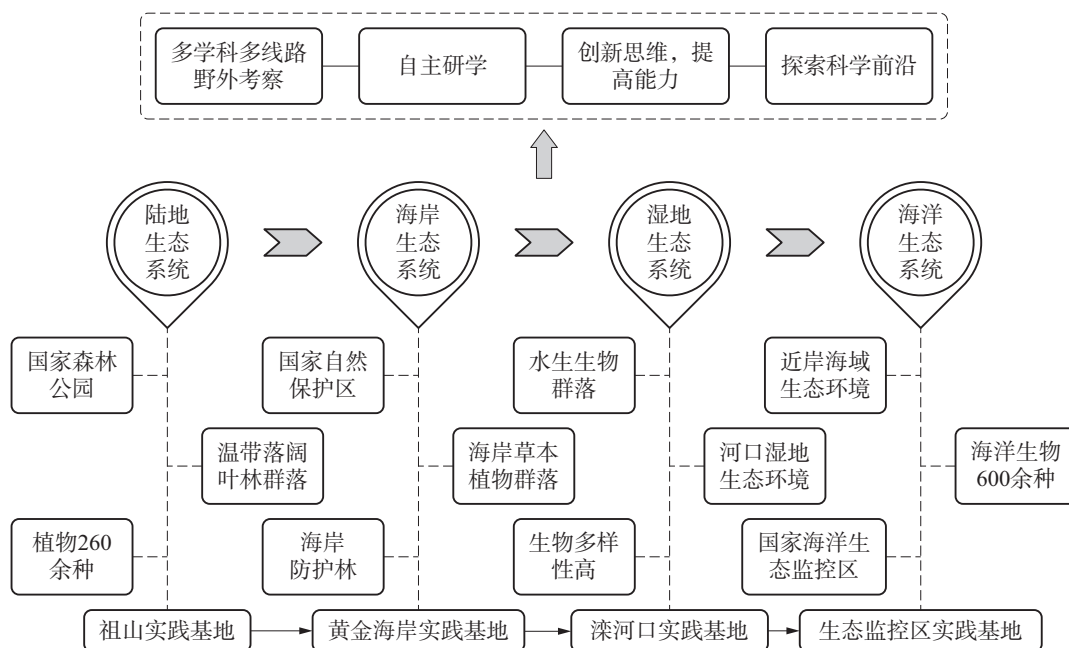 多学科多线路
野外考察
自主研学
创新思维，提
高能力
探索科学前沿
陆地
生态
系统
海岸
生态
系统
湿地
生态
系统
海洋
生态
系统
国家森林
公园
国家自然
保护区
水生生物
群落
近岸海域
生态环境
温带落阔
叶林群落
海岸草本
植物群落
河口湿地
生态环境
海洋生物
600余种
植物260
余种
海岸
防护林
生物多样
性高
国家海洋生
态监控区
祖山实践基地
黄金海岸实践基地
滦河口实践基地
生态监控区实践基地